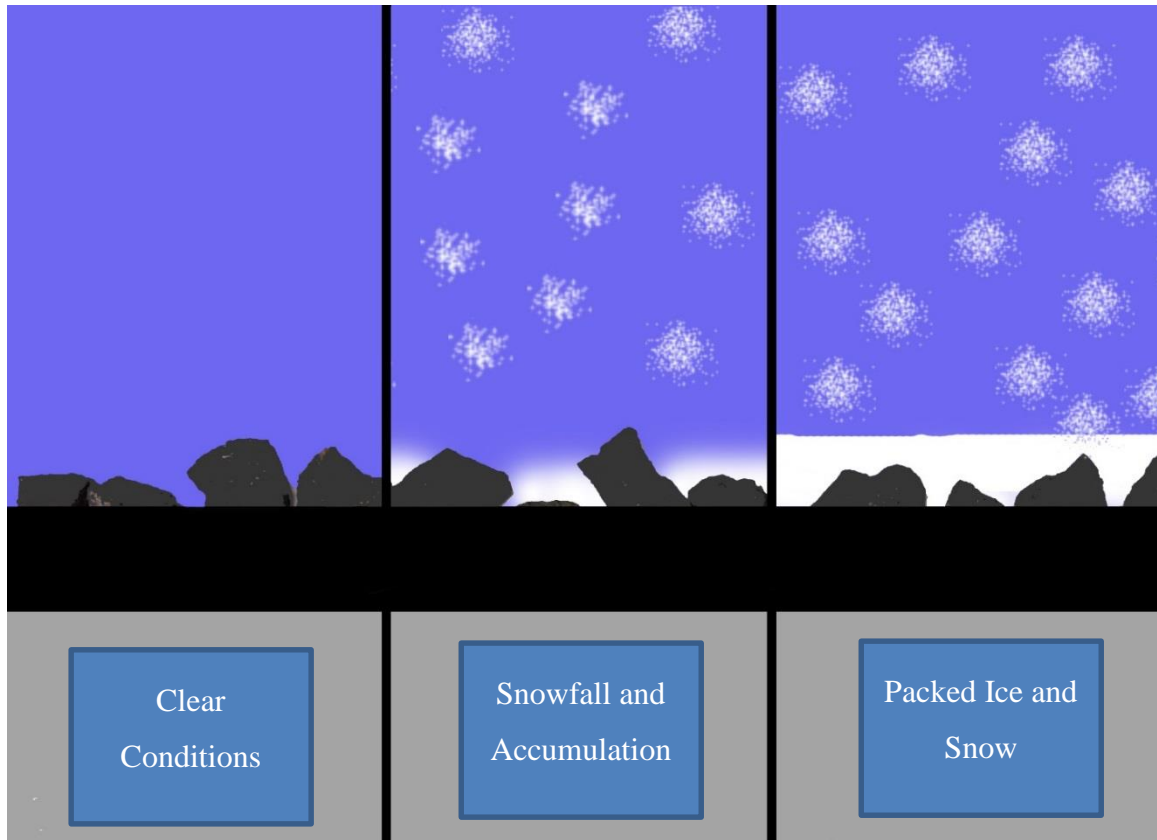 Clear
Conditions
Snowfall and
Accumulation
Packed Ice and
Snow